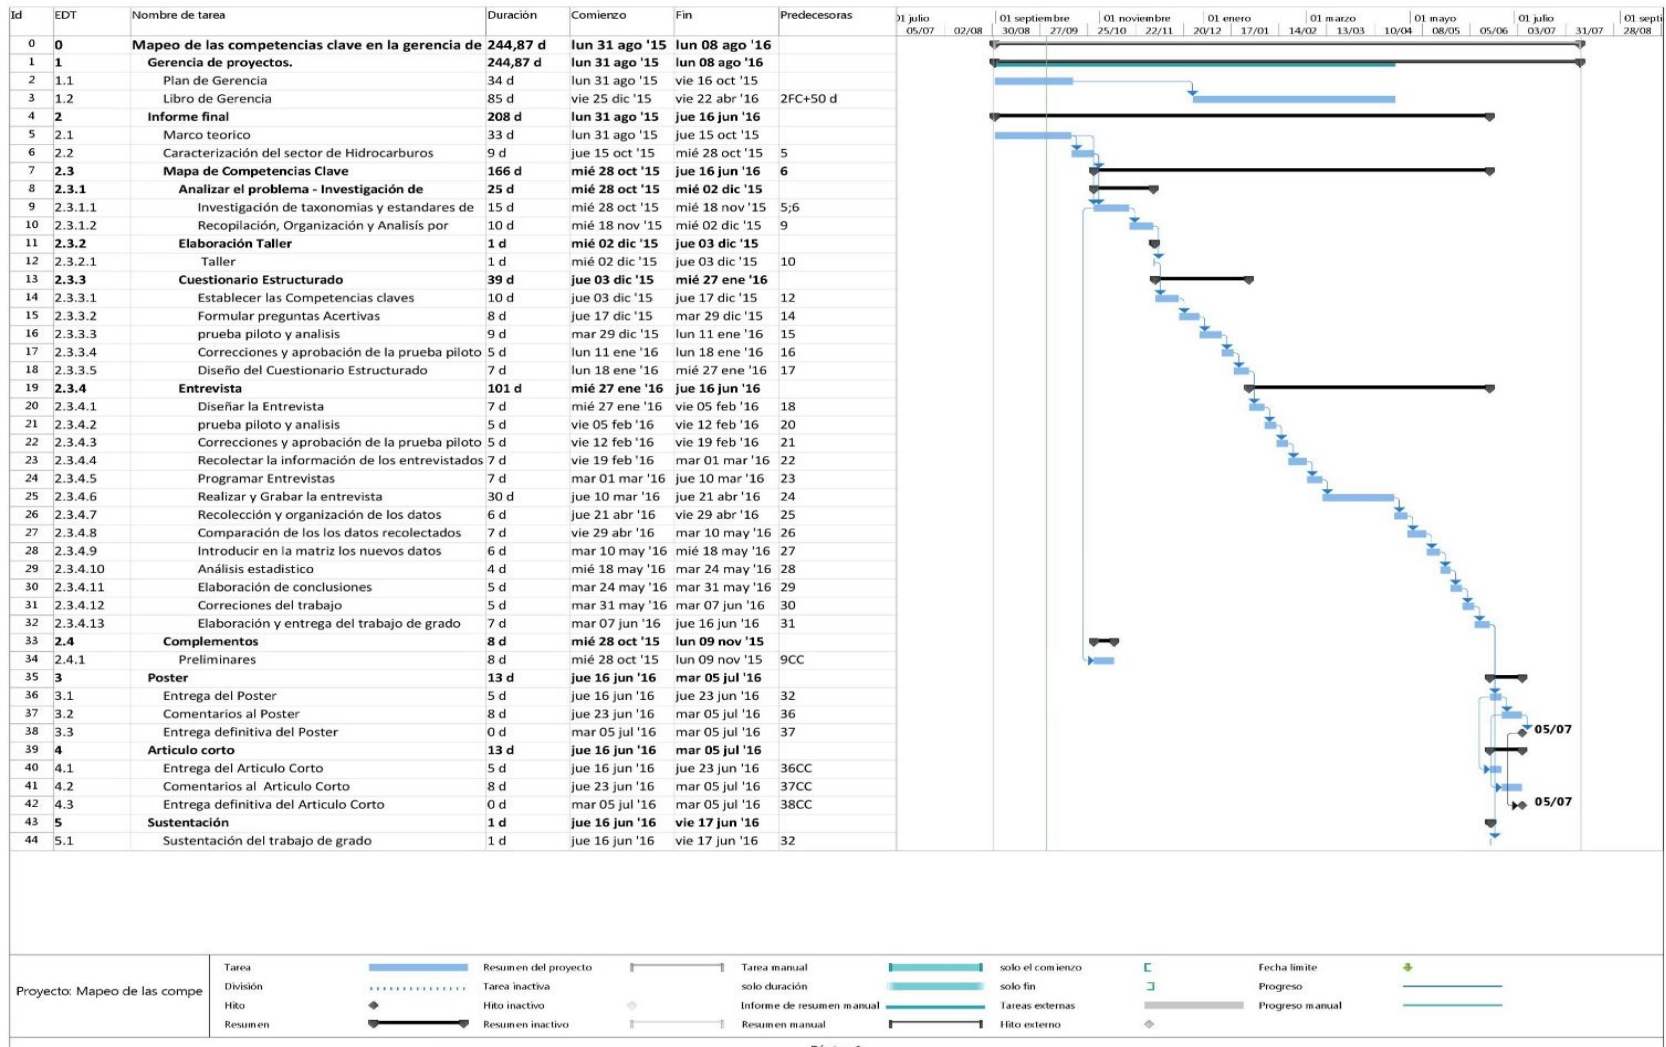 Id EDT Nombre de tarea Duración Comienzo Fin Predecesoras
01 julio 01 septiembre 01 noviembre 01 enero 01 marzo 01 mayo 01 julio 01 septi
05/07 02/08 30/08 27/09 25/10 22/11 20/12 17/01 14/02 13/03 10/04 08/05 05/06 03/07 31/07 28/08
0 0 Mapeo de las competencias clave en la gerencia de 244,87 d lun 31 ago '15 lun 08 ago '16
1 1 Gerencia de proyectos. 244,87 d lun 31 ago '15 lun 08 ago '16
2 1.1 Plan de Gerencia 34 d lun 31 ago '15 vie 16 oct '15
3 1.2 Libro de Gerencia 85 d vie 25 dic '15 vie 22 abr '16 2FC+50 d
4 2 Informe final 208 d lun 31 ago '15 jue 16 jun '16
5 2.1 Marco teorico 33 d lun 31 ago '15 jue 15 oct '15
6 2.2 Caracterización del sector de Hidrocarburos 9 d jue 15 oct '15 mié 28 oct '15 5
7 2.3 Mapa de Competencias Clave 166 d mié 28 oct '15 jue 16 jun '16 6
8 2.3.1 Analizar el problema - Investigación de 25 d mié 28 oct '15 mié 02 dic '15
9 2.3.1.1 Investigación de taxonomias y estandares de 15 d mié 28 oct '15 mié 18 nov '15 5;6
10 2.3.1.2 Recopilación, Organización y Analisís por 10 d mié 18 nov '15 mié 02 dic '15 9
11 2.3.2 Elaboración Taller 1 d mié 02 dic '15 jue 03 dic '15
12 2.3.2.1 Taller 1 d mié 02 dic '15 jue 03 dic '15 10
13 2.3.3 Cuestionario Estructurado 39 d jue 03 dic '15 mié 27 ene '16
14 2.3.3.1 Establecer las Competencias claves 10 d jue 03 dic '15 jue 17 dic '15 12
15 2.3.3.2 Formular preguntas Acertivas 8 d jue 17 dic '15 mar 29 dic '15 14
16 2.3.3.3 prueba piloto y analisis 9 d mar 29 dic '15 lun 11 ene '16 15
17 2.3.3.4 Correcciones y aprobación de la prueba piloto 5 d lun 11 ene '16 lun 18 ene '16 16
18 2.3.3.5 Diseño del Cuestionario Estructurado 7 d lun 18 ene '16 mié 27 ene '16 17
19 2.3.4 Entrevista 101 d mié 27 ene '16 jue 16 jun '16
20 2.3.4.1 Diseñar la Entrevista 7 d mié 27 ene '16 vie 05 feb '16 18
21 2.3.4.2 prueba piloto y analisis 5 d vie 05 feb '16 vie 12 feb '16 20
22 2.3.4.3 Correcciones y aprobación de la prueba piloto 5 d vie 12 feb '16 vie 19 feb '16 21
23 2.3.4.4 Recolectar la información de los entrevistados 7 d vie 19 feb '16 mar 01 mar '16 22
24 2.3.4.5 Programar Entrevistas 7 d mar 01 mar '16 jue 10 mar '16 23
25 2.3.4.6 Realizar y Grabar la entrevista 30 d jue 10 mar '16 jue 21 abr '16 24
26 2.3.4.7 Recolección y organización de los datos 6 d jue 21 abr '16 vie 29 abr '16 25
27 2.3.4.8 Comparación de los los datos recolectados 7 d vie 29 abr '16 mar 10 may '16 26
28 2.3.4.9 Introducir en la matriz los nuevos datos 6 d mar 10 may '16 mié 18 may '16 27
29 2.3.4.10 Análisis estadistico 4 d mié 18 may '16 mar 24 may '16 28
30 2.3.4.11 Elaboración de conclusiones 5 d mar 24 may '16 mar 31 may '16 29
31 2.3.4.12 Correciones del trabajo 5 d mar 31 may '16 mar 07 jun '16 30
32 2.3.4.13 Elaboración y entrega del trabajo de grado 7 d mar 07 jun '16 jue 16 jun '16 31
33 2.4 Complementos 8 d mié 28 oct '15 lun 09 nov '15
34 2.4.1 Preliminares 8 d mié 28 oct '15 lun 09 nov '15 9CC
35 3 Poster 13 d jue 16 jun '16 mar 05 jul '16
36 3.1 Entrega del Poster 5 d jue 16 jun '16 jue 23 jun '16 32
37 3.2 Comentarios al Poster 8 d jue 23 jun '16 mar 05 jul '16 36
38 3.3 Entrega definitiva del Poster 0 d mar 05 jul '16 mar 05 jul '16 37 05/07
39 4 Articulo corto 13 d jue 16 jun '16 mar 05 jul '16
40 4.1 Entrega del Articulo Corto 5 d jue 16 jun '16 jue 23 jun '16 36CC
41 4.2 Comentarios al Articulo Corto 8 d jue 23 jun '16 mar 05 jul '16 37CC
42 4.3 Entrega definitiva del Articulo Corto 0 d mar 05 jul '16 mar 05 jul '16 38CC 05/07
43 5 Sustentación 1 d jue 16 jun '16 vie 17 jun '16
44 5.1 Sustentación del trabajo de grado 1 d jue 16 jun '16 vie 17 jun '16 32
Proyecto: Mapeo de las compe
Tarea Resumen del proyecto Tarea manual solo el comienzo Fecha límite
División Tarea inactiva solo duración solo fin Progreso
Hito Hito inactivo Informe de resumen manual Tareas externas Progreso manual
Resumen Resumen inactivo Resumen manual Hito externo